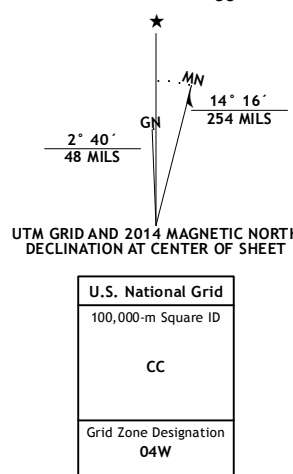 ★
MN
14° 16´
254 MILS
GN
2° 40´
48 MILS
UTM GRID AND 2014 MAGNETIC NORTH
DECLINATION AT CENTER OF SHEET
U.S. National Grid
100,000-m Square ID
CC
Grid Zone Designation
04W